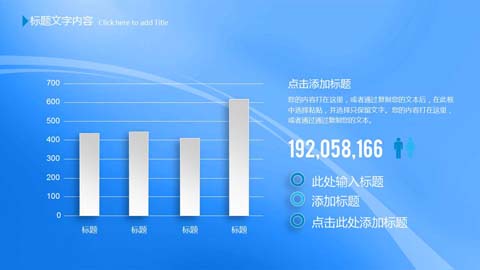 标题文字内容 Click here to add Title
700
600
500
400
300
200
100
0
标题 标题 标题 标题
点击添加标题
您的内容打在这里，或者通过复制您的文本后，在此框
中选择粘贴，并选择只保留文字。您的内容打在这里，
或者通过通过复制您的文本。
192,058,166
此处输入标题
添加标题
点击此处添加标题